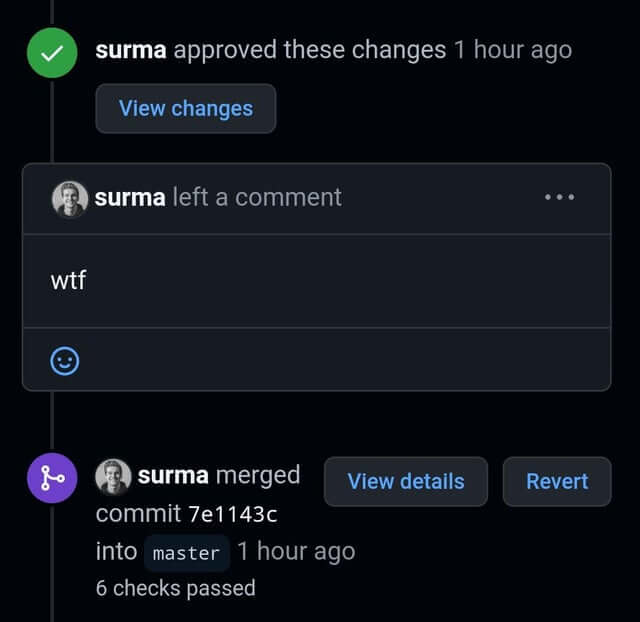 surma approved these changes 1 hour ago
View changes
surma left a comment
wtf
surma merged
View details
Revert
commit 7e1143c
into master 1 hour ago
6 checks passed